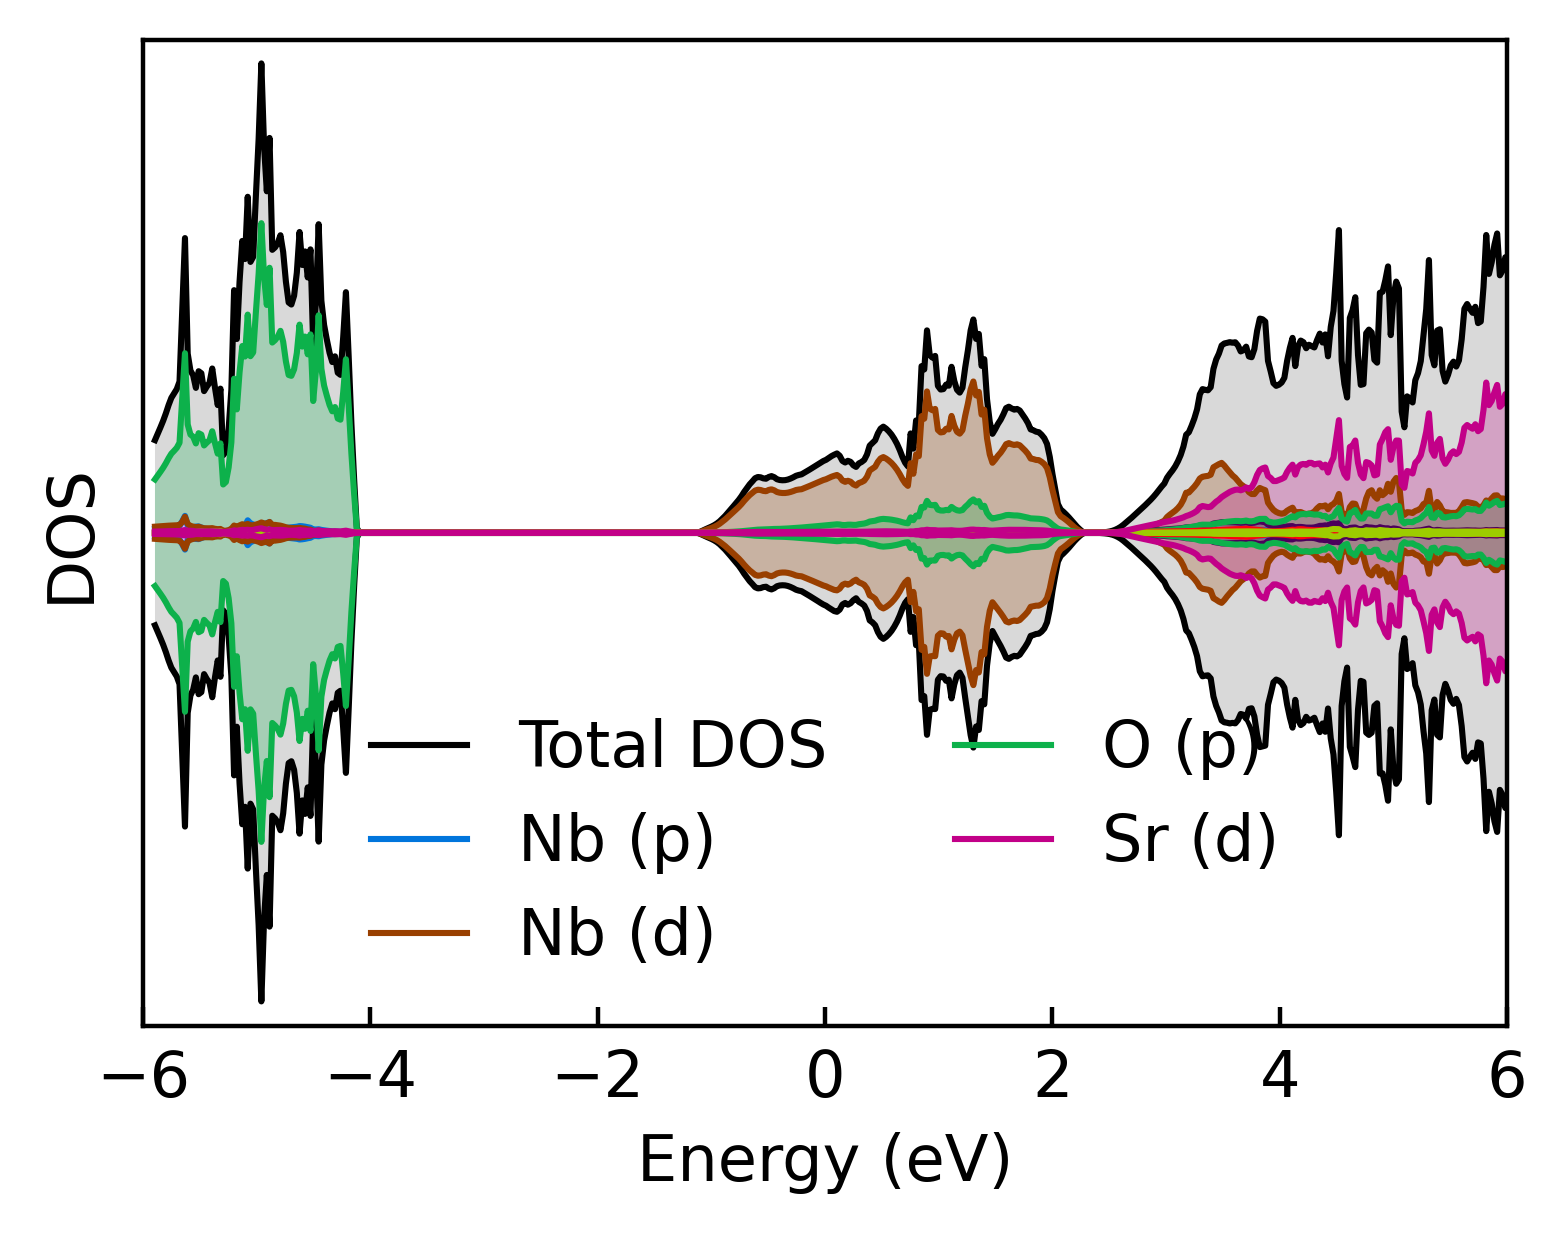 DOS
Total DOS
Nb (p)
Nb (d)
O (p)
Sr (d)
−6 −4 −2 0 2 4 6
Energy (eV)